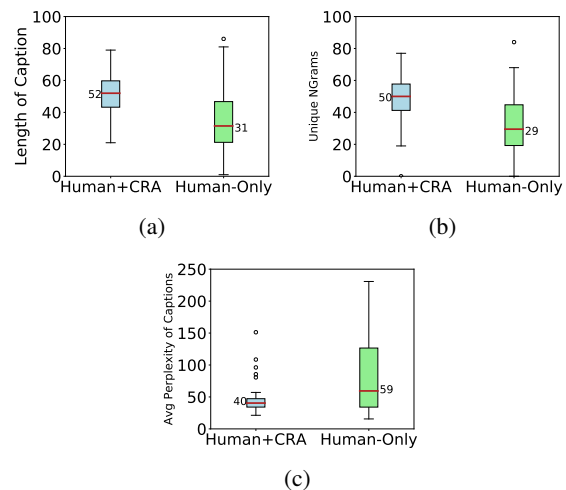 Length of Caption
100
80
60
40
20
0
52
31
Human+CRA Human-Only
(a)
Unique NGrams
100
80
60
40
20
0
50
29
Human+CRA Human-Only
(b)
Avg Perplexity of Captions
250
200
150
100
50
0
40
59
Human+CRA Human-Only
(c)